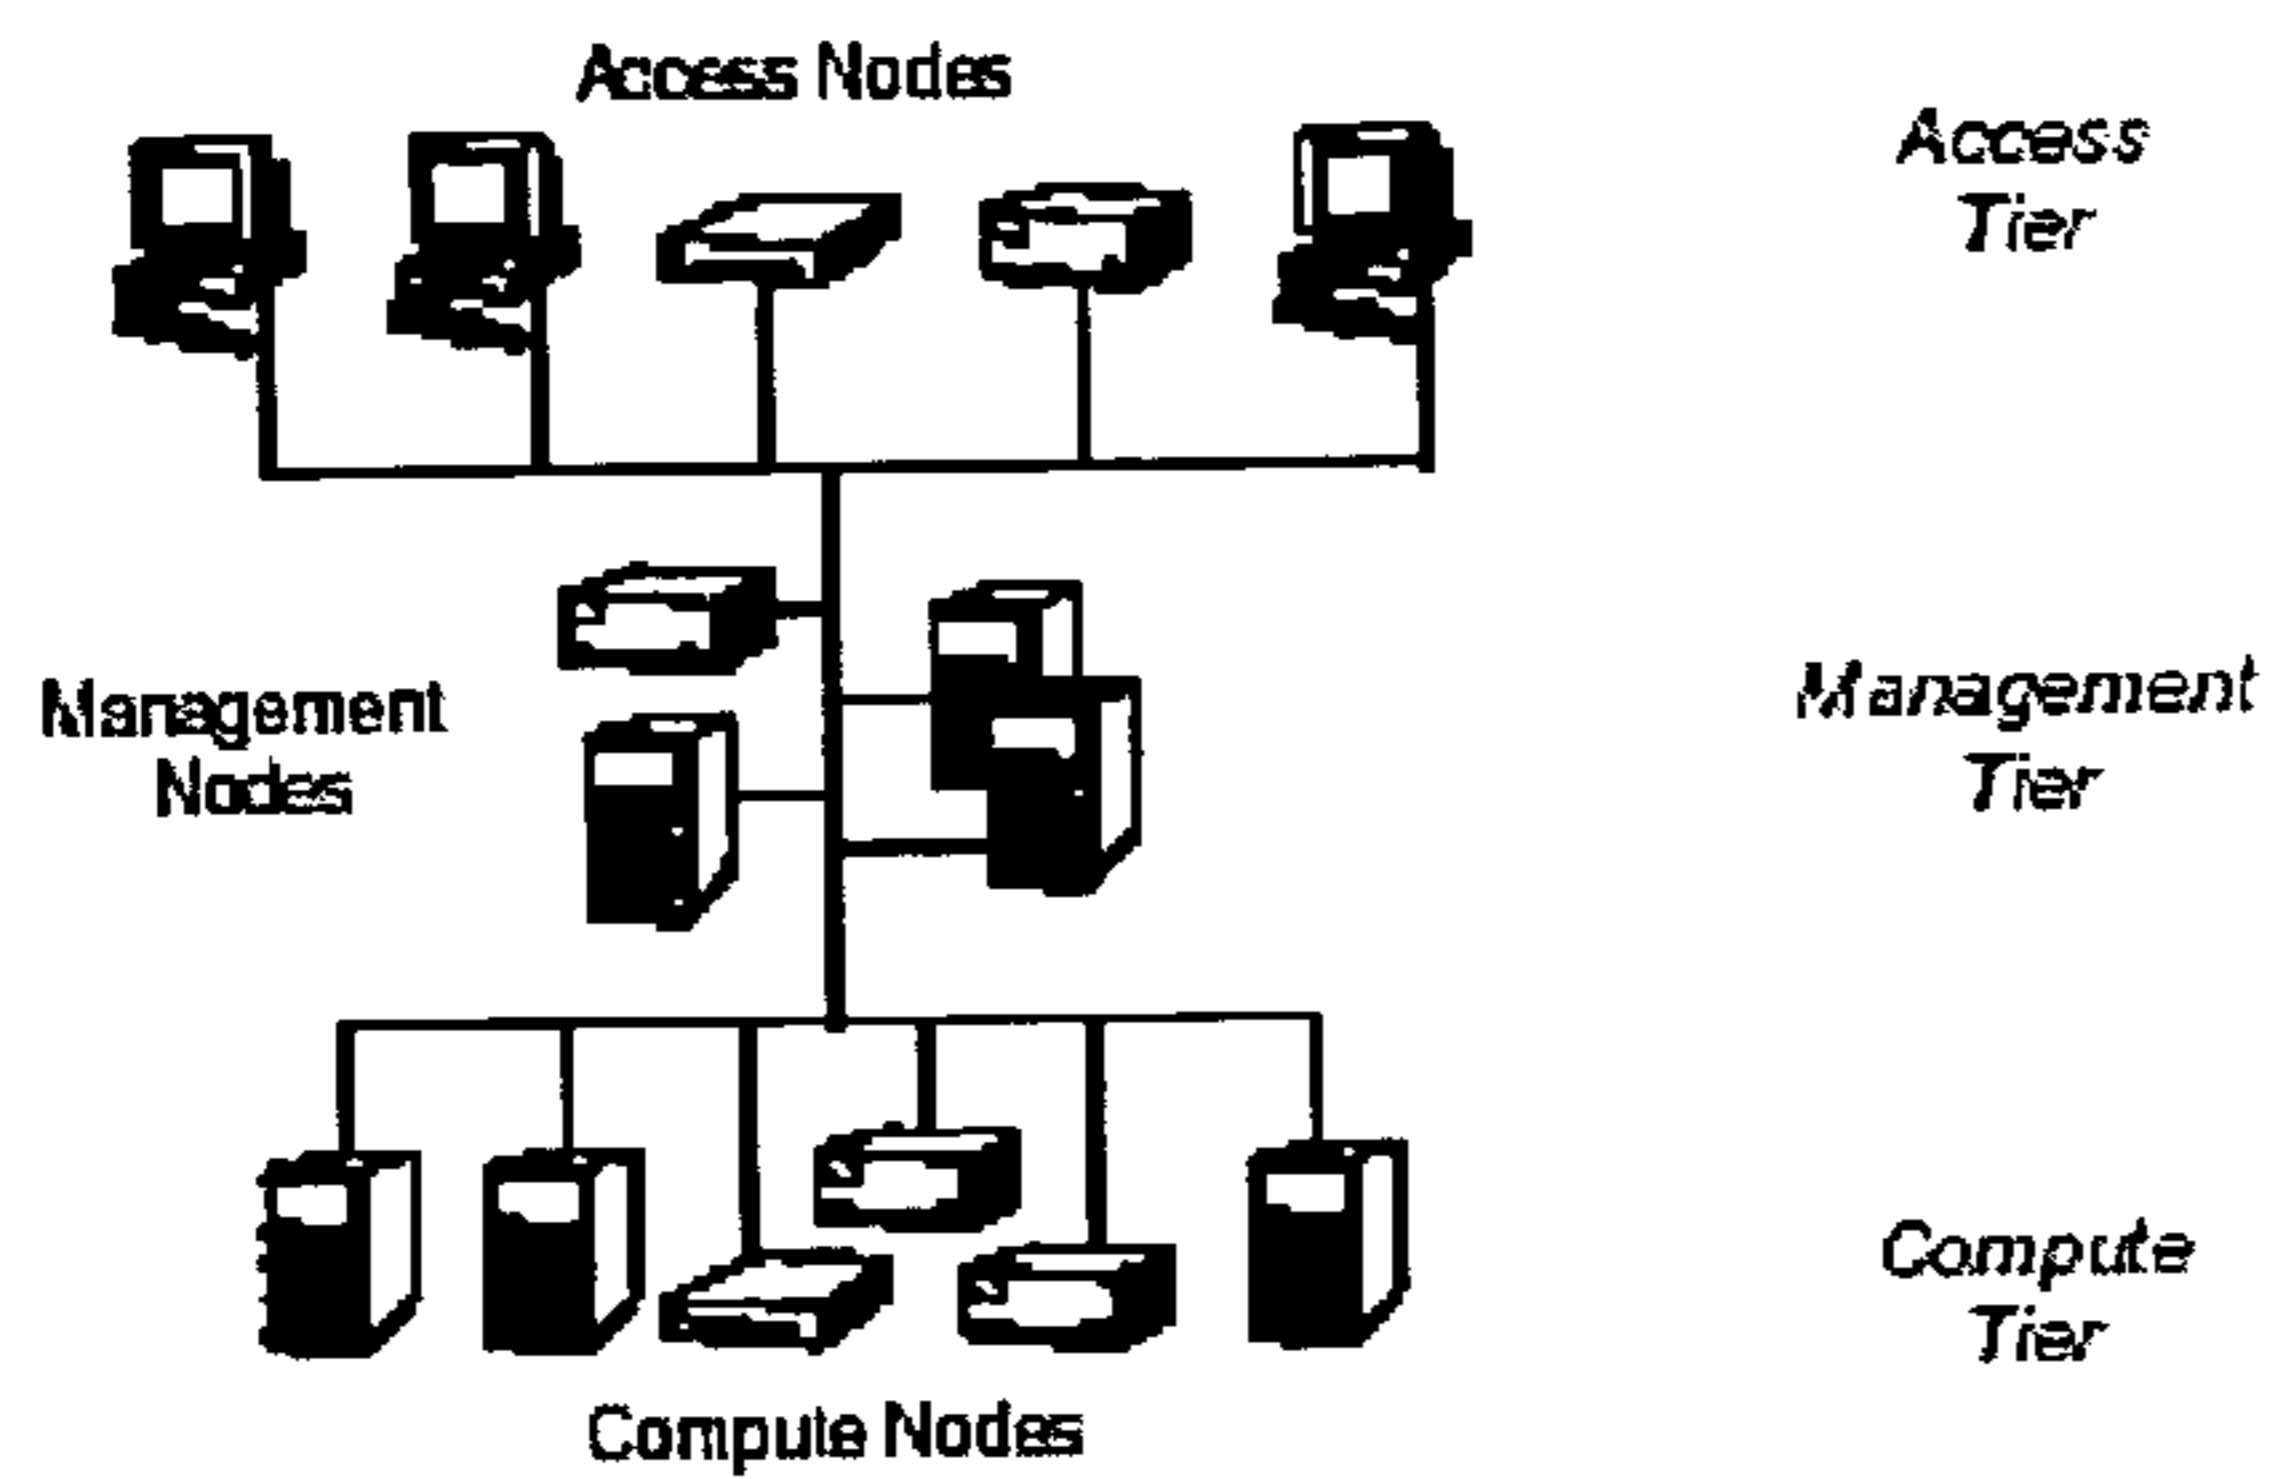 Access Nodes
Access
Tier
Management
Nodes
Management
Tier
Compute
Tier
Compute Nodes